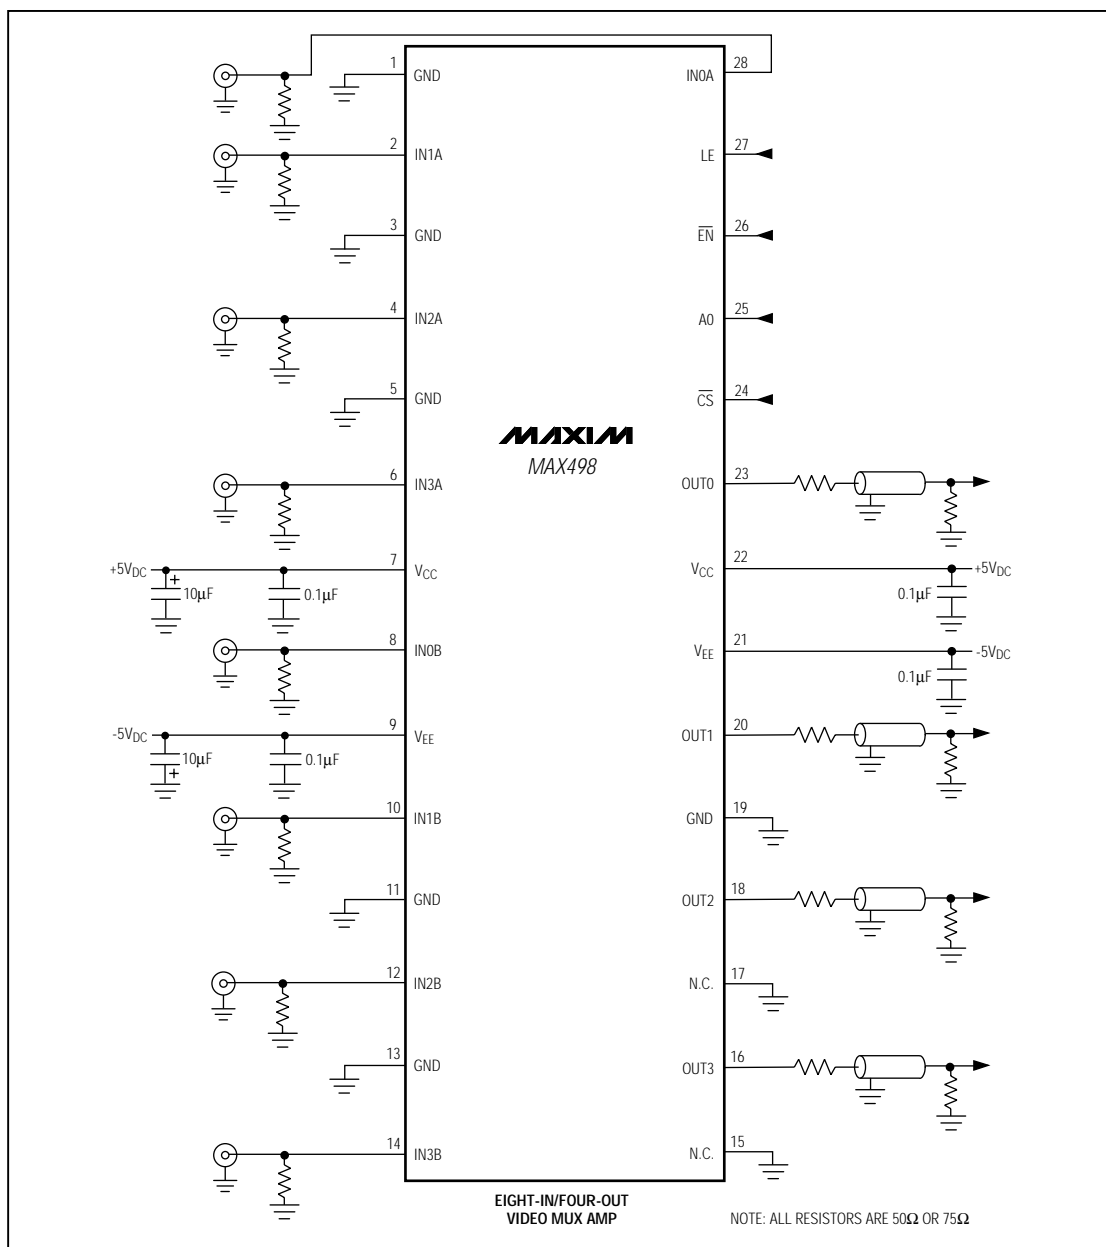 1 GND
28 IN0A
2 IN1A
27 LE
3 GND
26 EN
4 IN2A
25 A0
5 GND
24 CS
MAXIM
MAX498
6 IN3A
23 OUT0
+5VDC
10µF
0.1µF
7 VCC
22 VCC
+5VDC
0.1µF
8 IN0B
21 VEE
-5VDC
0.1µF
-5VDC
10µF
0.1µF
9 VEE
20 OUT1
10 IN1B
19 GND
11 GND
18 OUT2
12 IN2B
17 N.C.
13 GND
16 OUT3
14 IN3B
15 N.C.
EIGHT-IN/FOUR-OUT
VIDEO MUX AMP
NOTE: ALL RESISTORS ARE 50Ω OR 75Ω